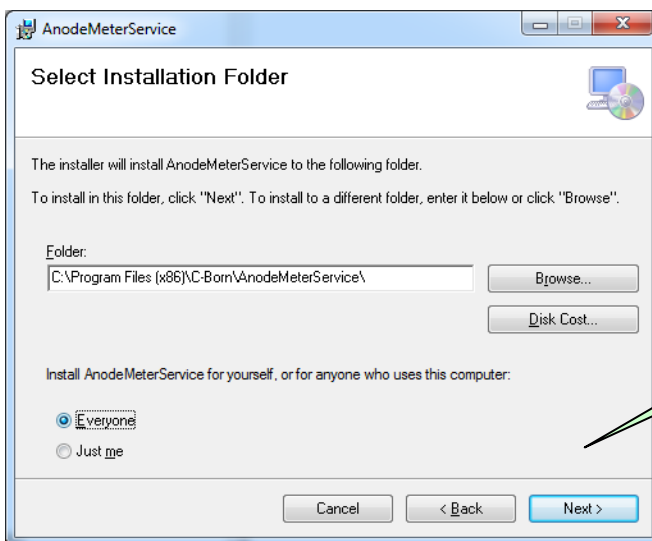 AnodeMeterService
Select Installation Folder
The installer will install AnodeMeterService to the following folder.
To install in this folder, click "Next". To install to a different folder, enter it below or click "Browse".
Folder:
C:\Program Files (x86)\C-Born\AnodeMeterService\
Browse...
Disk Cost...
Install AnodeMeterService for yourself, or for anyone who uses this computer:
Everyone
Just me
Cancel < Back Next >